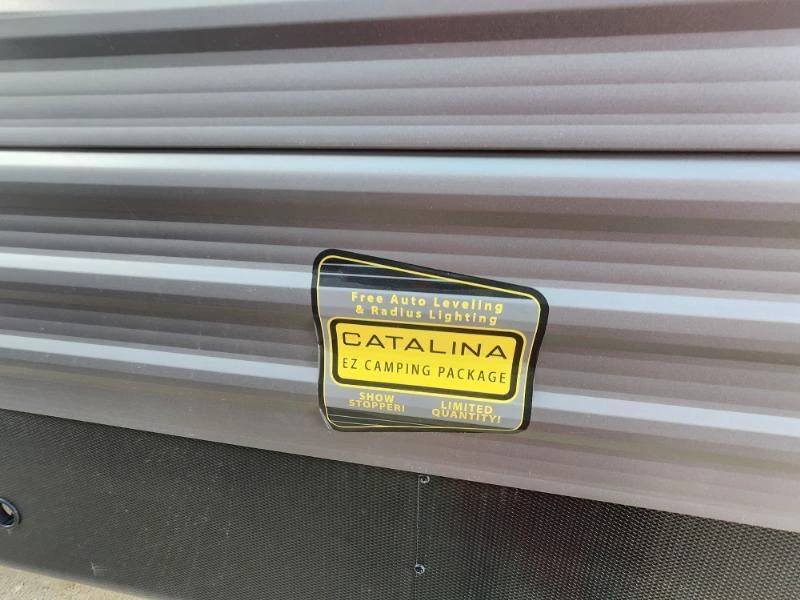 Free Auto Leveling
& Radius Lighting
CATALINA
EZ CAMPING PACKAGE
SHOW
STOPPER!
LIMITED
QUANTITY!